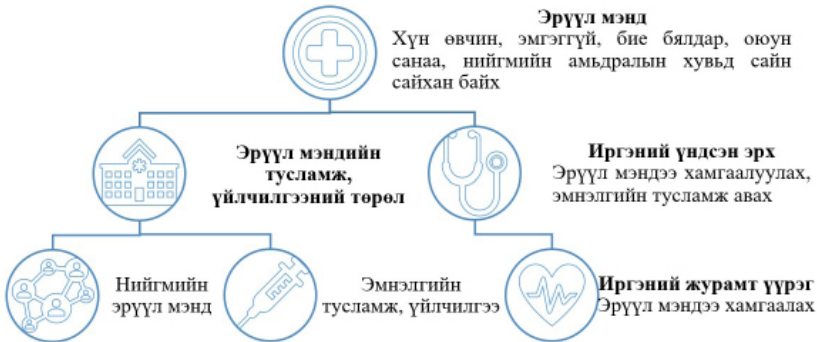 Эрүүл мэнд
Хүн өвчин, эмгэггүй, бие бялдар, оюун
санаа, нийгмийн амьдралын хувьд сайн
сайхан байх
Эрүүл мэндийн
тусламж,
үйлчилгээний төрөл
Иргэний үндсэн эрх
Эрүүл мэндээ хамгаалуулах,
эмнэлгийн тусламж авах
Нийгмийн
эрүүл мэнд
Эмнэлгийн
тусламж, үйлчилгээ
Иргэний журамт үүрэг
Эрүүл мэндээ хамгаалах